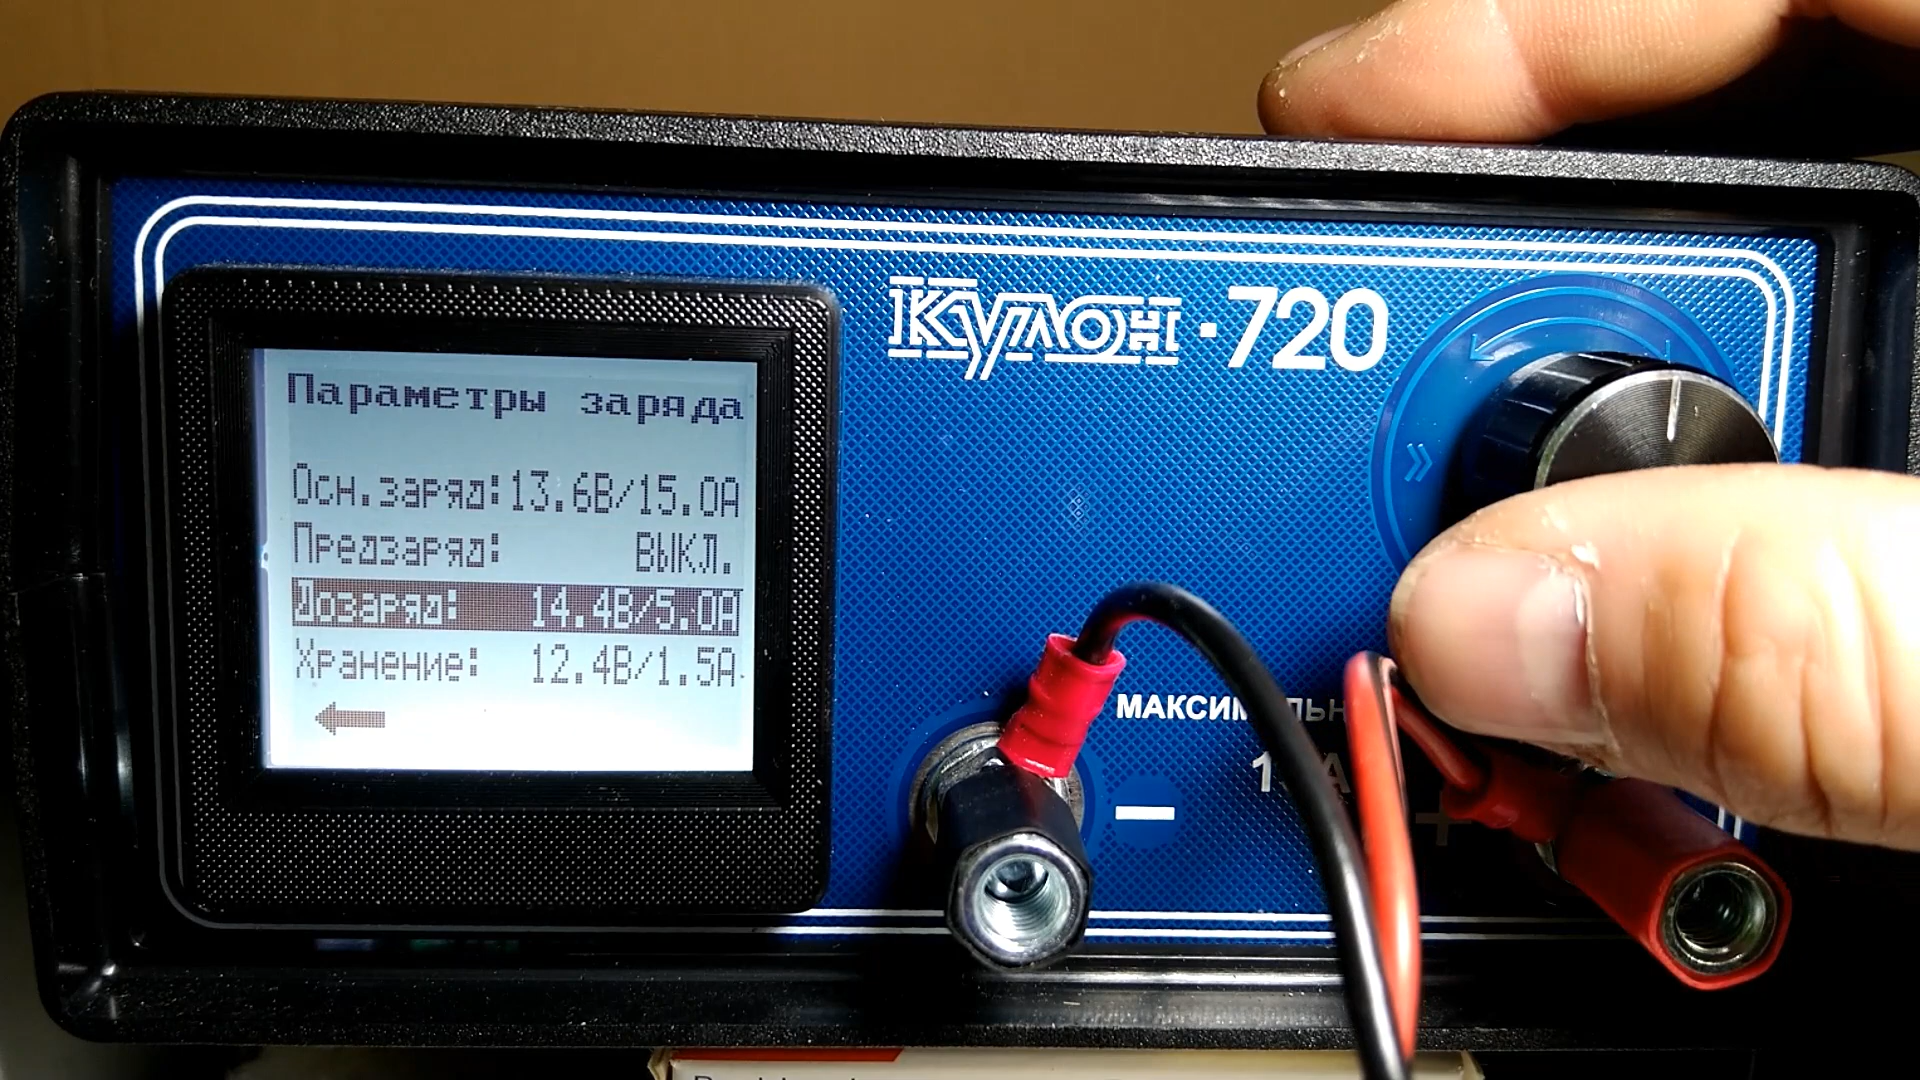 Кулон·720
Параметры заряда
Осн.заряд:13.6В/15.0А
Предзаряд: ВЫКЛ.
Дозаряд: 14.4В/5.0А
Хранение: 12.4В/1.5А
−
+